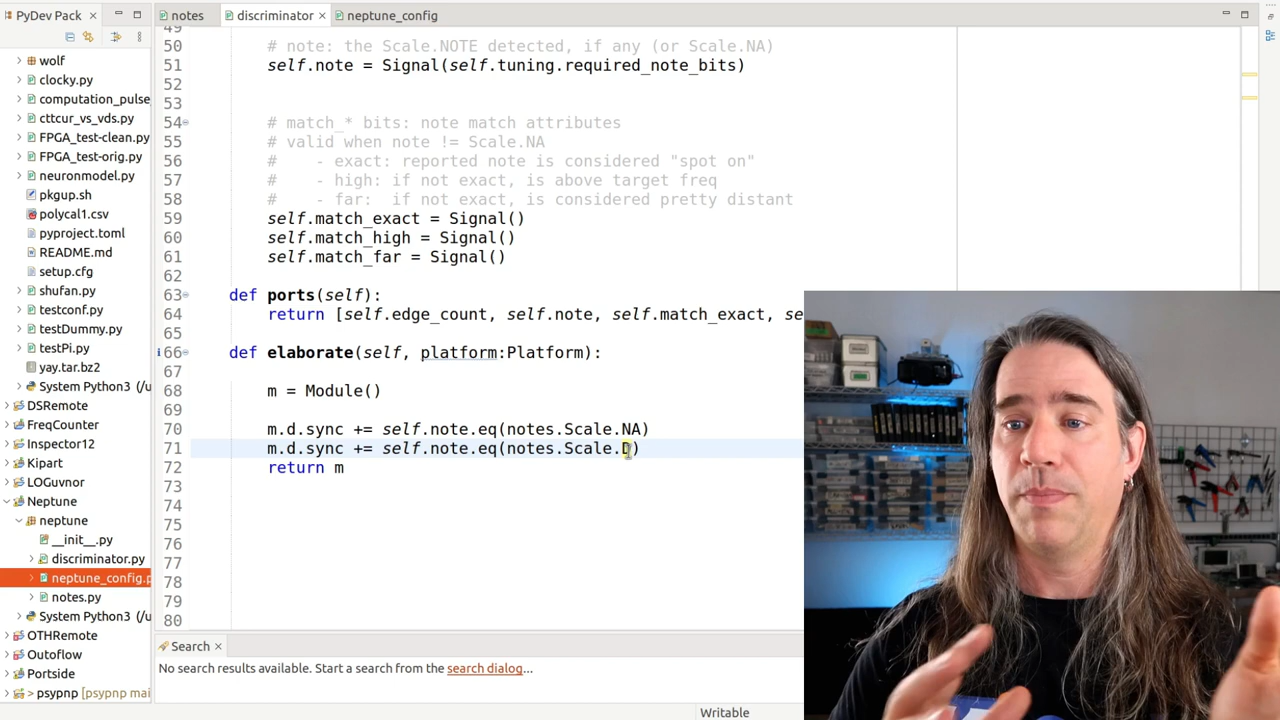 PyDev Pack
notes
discriminator
neptune_config
wolf
clocky.py
computation_pulse
cttcur_vs_vds.py
FPGA_test-clean.py
FPGA_test-orig.py
neuronmodel.py
pkgup.sh
polycal1.csv
pyproject.toml
README.md
setup.cfg
shufan.py
testconf.py
testDummy.py
testPi.py
yay.tar.bz2
System Python3 (/u
DSRemote
FreqCounter
Inspector12
Kipart
LOGuvnor
Neptune
neptune
__init__.py
discriminator.py
neptune_config.p
notes.py
System Python3 (/u
OTHRemote
Outoflow
Portside
> psypnp [psypnp mai
49
50 # note: the Scale.NOTE detected, if any (or Scale.NA)
51 self.note = Signal(self.tuning.required_note_bits)
52
53
54 # match_* bits: note match attributes
55 # valid when note != Scale.NA
56 # - exact: reported note is considered "spot on"
57 # - high: if not exact, is above target freq
58 # - far: if not exact, is considered pretty distant
59 self.match_exact = Signal()
60 self.match_high = Signal()
61 self.match_far = Signal()
62
63 def ports(self):
64 return [self.edge_count, self.note, self.match_exact, se
65
66 def elaborate(self, platform:Platform):
67
68 m = Module()
69
70 m.d.sync += self.note.eq(notes.Scale.NA)
71 m.d.sync += self.note.eq(notes.Scale.D)
72 return m
73
74
75
76
77
78
79
80
Search
No search results available. Start a search from the search dialog...
Writable